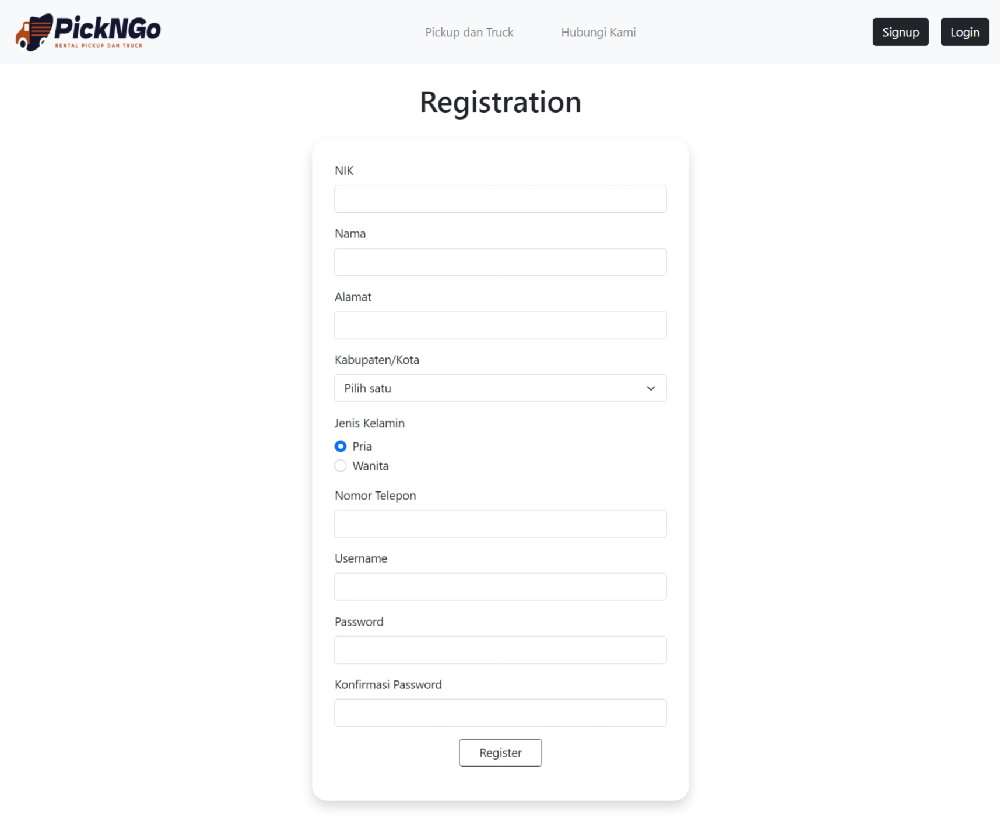 PickNGo
RENTAL PICKUP DAN TRUCK
Pickup dan Truck
Hubungi Kami
Signup
Login
Registration
NIK
Nama
Alamat
Kabupaten/Kota
Pilih satu
Jenis Kelamin
Pria
Wanita
Nomor Telepon
Username
Password
Konfirmasi Password
Register